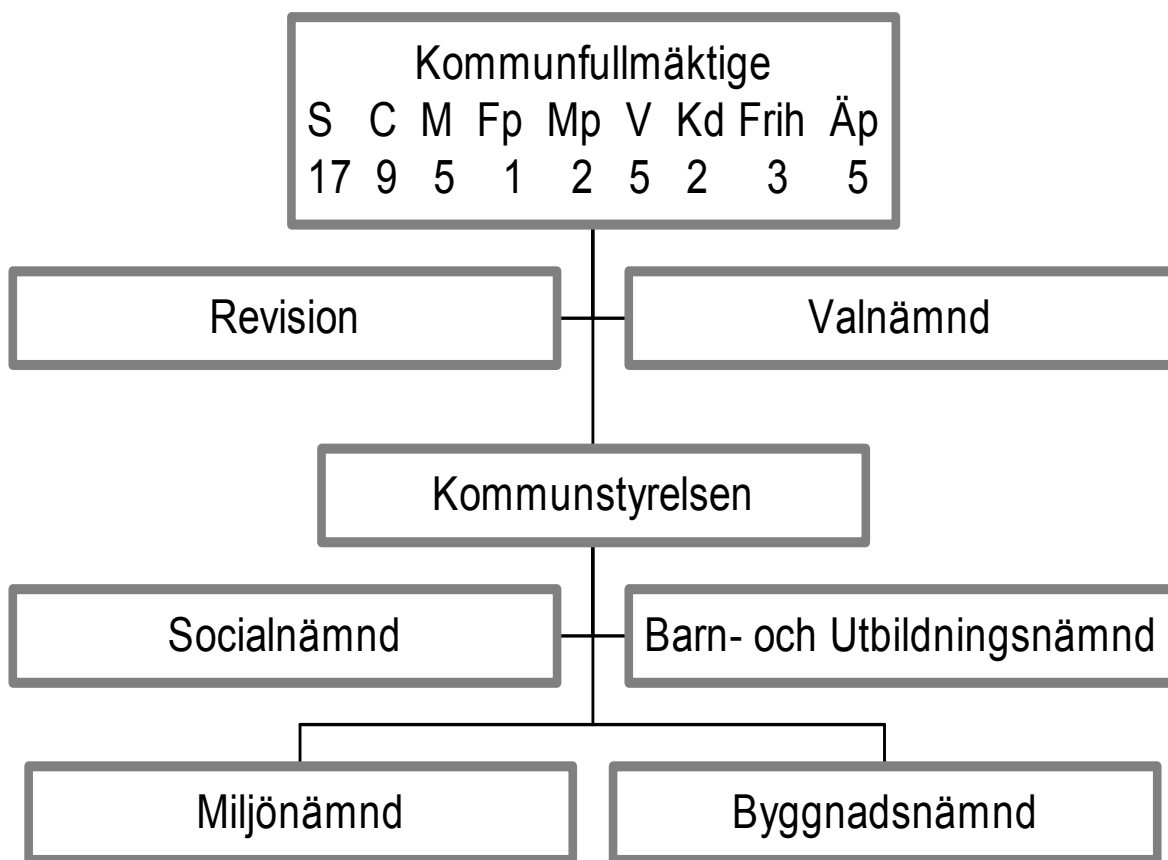 Kommunfullmäktige
S C M Fp Mp V Kd Frih Äp
17 9 5 1 2 5 2 3 5
Revision
Valnämnd
Kommunstyrelsen
Socialnämnd
Barn- och Utbildningsnämnd
Miljönämnd
Byggnadsnämnd